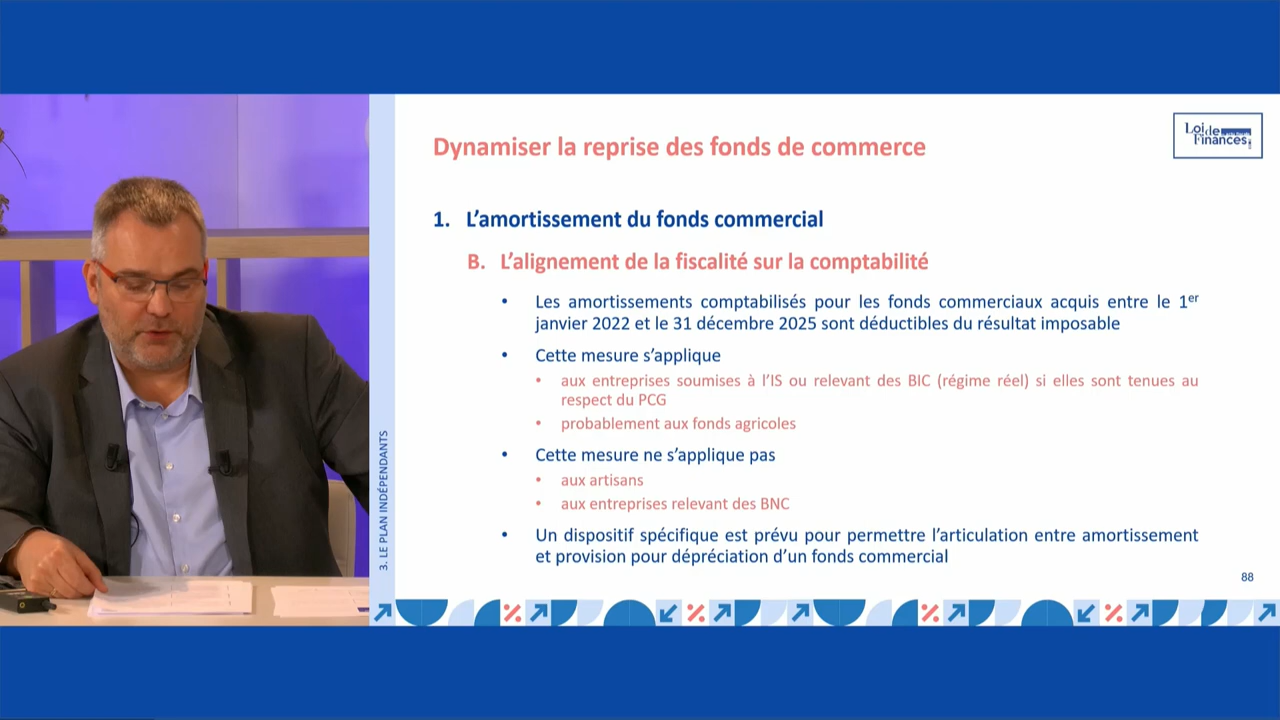 Dynamiser la reprise des fonds de commerce
Loi de
Finances
1. L’amortissement du fonds commercial
B. L’alignement de la fiscalité sur la comptabilité
• Les amortissements comptabilisés pour les fonds commerciaux acquis entre le 1er
janvier 2022 et le 31 décembre 2025 sont déductibles du résultat imposable
• Cette mesure s’applique
• aux entreprises soumises à l’IS ou relevant des BIC (régime réel) si elles sont tenues au
respect du PCG
• probablement aux fonds agricoles
• Cette mesure ne s’applique pas
• aux artisans
• aux entreprises relevant des BNC
• Un dispositif spécifique est prévu pour permettre l’articulation entre amortissement
et provision pour dépréciation d’un fonds commercial
3. LE PLAN INDÉPENDANTS
88